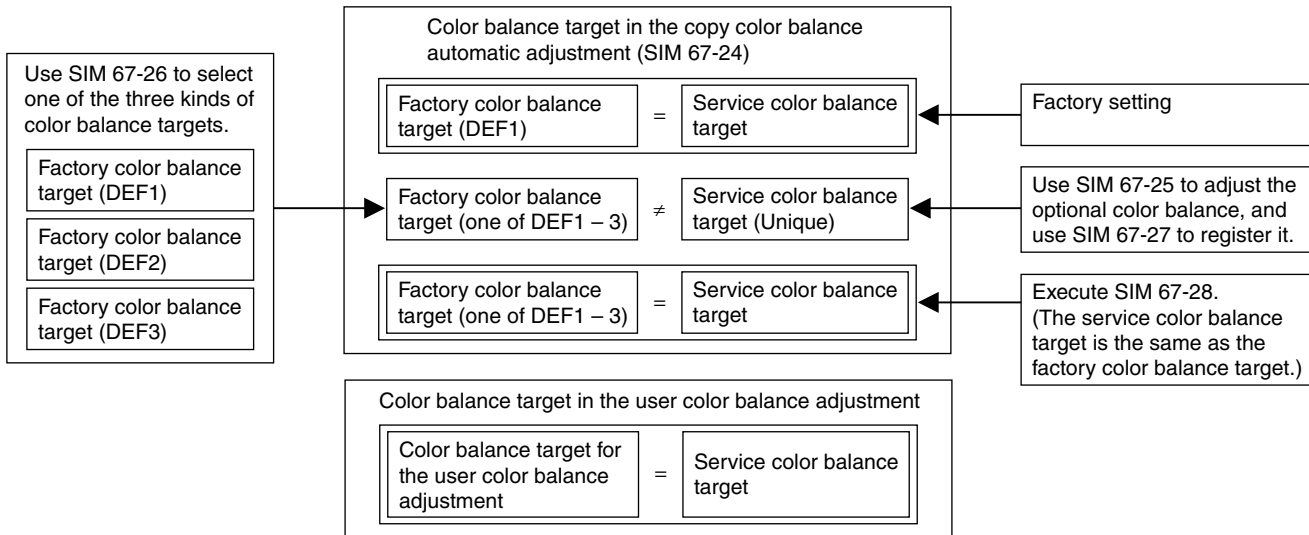 Use SIM 67-26 to select
one of the three kinds of
color balance targets.
Factory color balance
target (DEF1)
Factory color balance
target (DEF2)
Factory color balance
target (DEF3)
Color balance target in the copy color balance
automatic adjustment (SIM 67-24)
Factory color balance
target (DEF1)
=
Service color balance
target
Factory color balance
target (one of DEF1 – 3)
≠
Service color balance
target (Unique)
Factory color balance
target (one of DEF1 – 3)
=
Service color balance
target
Factory setting
Use SIM 67-25 to adjust the
optional color balance, and
use SIM 67-27 to register it.
Execute SIM 67-28.
(The service color balance
target is the same as the
factory color balance target.)
Color balance target in the user color balance adjustment
Color balance target for
the user color balance
adjustment
=
Service color balance
target